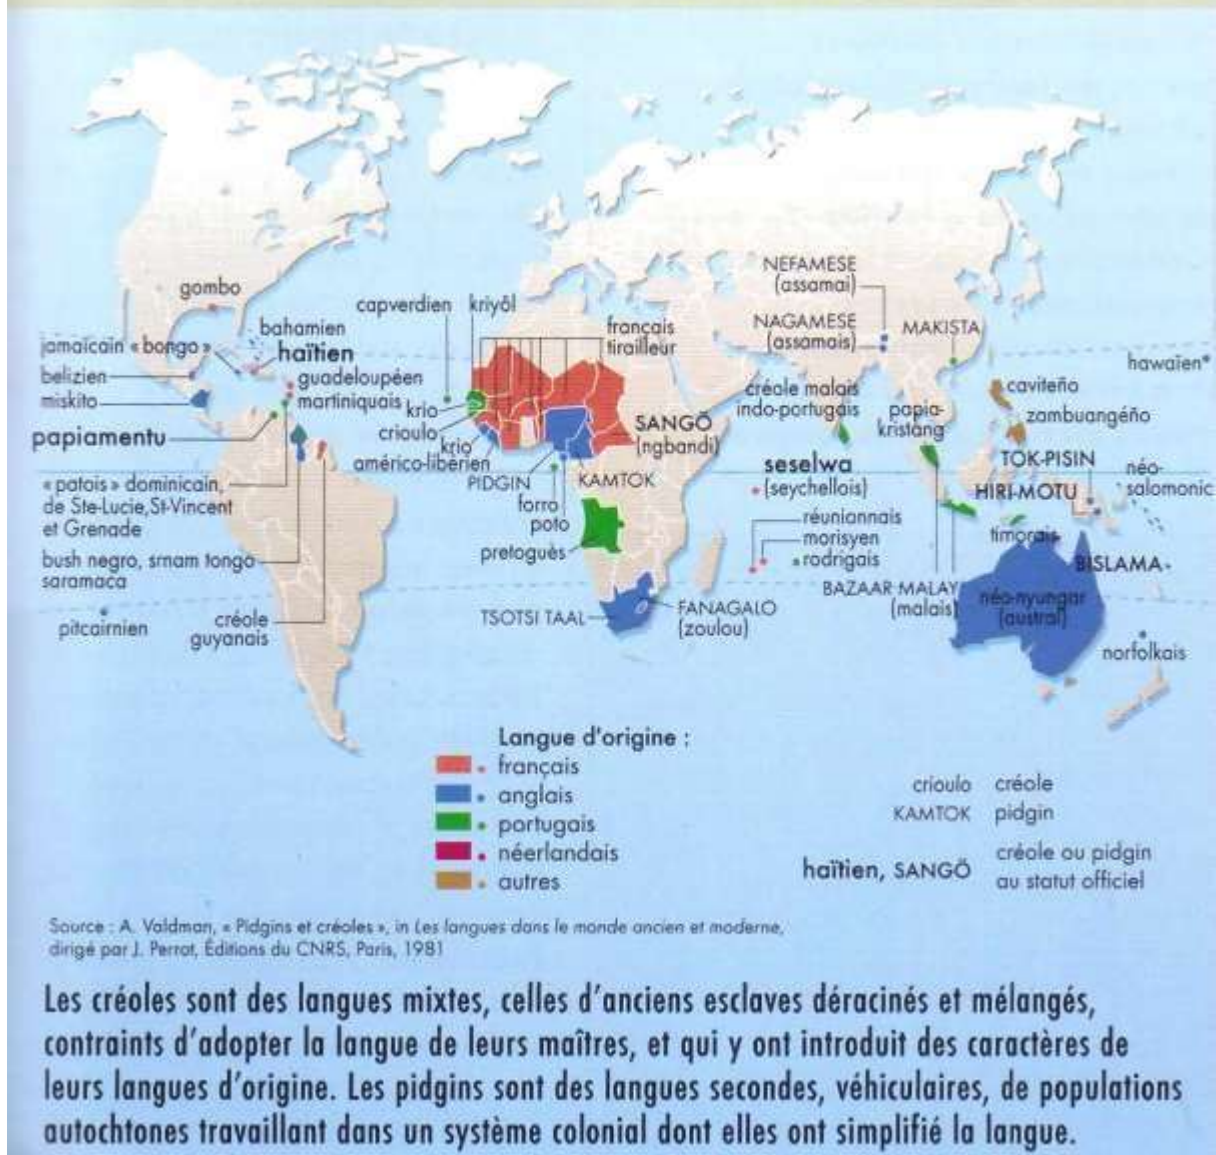 gombo
bahamien
jamaïcain « bongo »
haïtien
belizien
guadeloupéen
miskito
martiniquais
papiamentu
« patois » dominicain,
de Ste-Lucie, St-Vincent
et Grenade
bush negro, srnam tongo
saramaca
pitcairnien
créole
guyanais
capverdien
kriyôl
français
tirailleur
krio
crioulo
krio
américo-libérien
PIDGIN
KAMTOK
SANGÖ
(ngbandi)
forro
poto
pretoguès
TSOTSI TAAL
FANAGALO
(zoulou)
NEFAMESE
(assamai)
NAGAMESE
(assamais)
MAKISTA
hawaïen
créole malais
indo-portugais
papia-
kristang
caviteño
zambuangéño
seselwa
(seychellois)
TOK-PISIN
HIRI-MOTU
néo-
salomonic
réunionnais
morisyen
rodrigais
timorais
BISLAMA
BAZAAR MALAY
(malais)
néo-nyungar
(austral)
norfolkais
Langue d'origine :
français
anglais
portugais
néerlandais
autres
crioulo créole
KAMTOK pidgin
haïtien, SANGÖ créole ou pidgin
au statut officiel
Source : A. Valdman, « Pidgins et créoles », in Les langues dans le monde ancien et moderne,
dirigé par J. Perrot, Éditions du CNRS, Paris, 1981
Les créoles sont des langues mixtes, celles d'anciens esclaves déracinés et mélangés,
contraints d'adopter la langue de leurs maîtres, et qui y ont introduit des caractères de
leurs langues d'origine. Les pidgins sont des langues secondes, véhiculaires, de populations
autochtones travaillant dans un système colonial dont elles ont simplifié la langue.